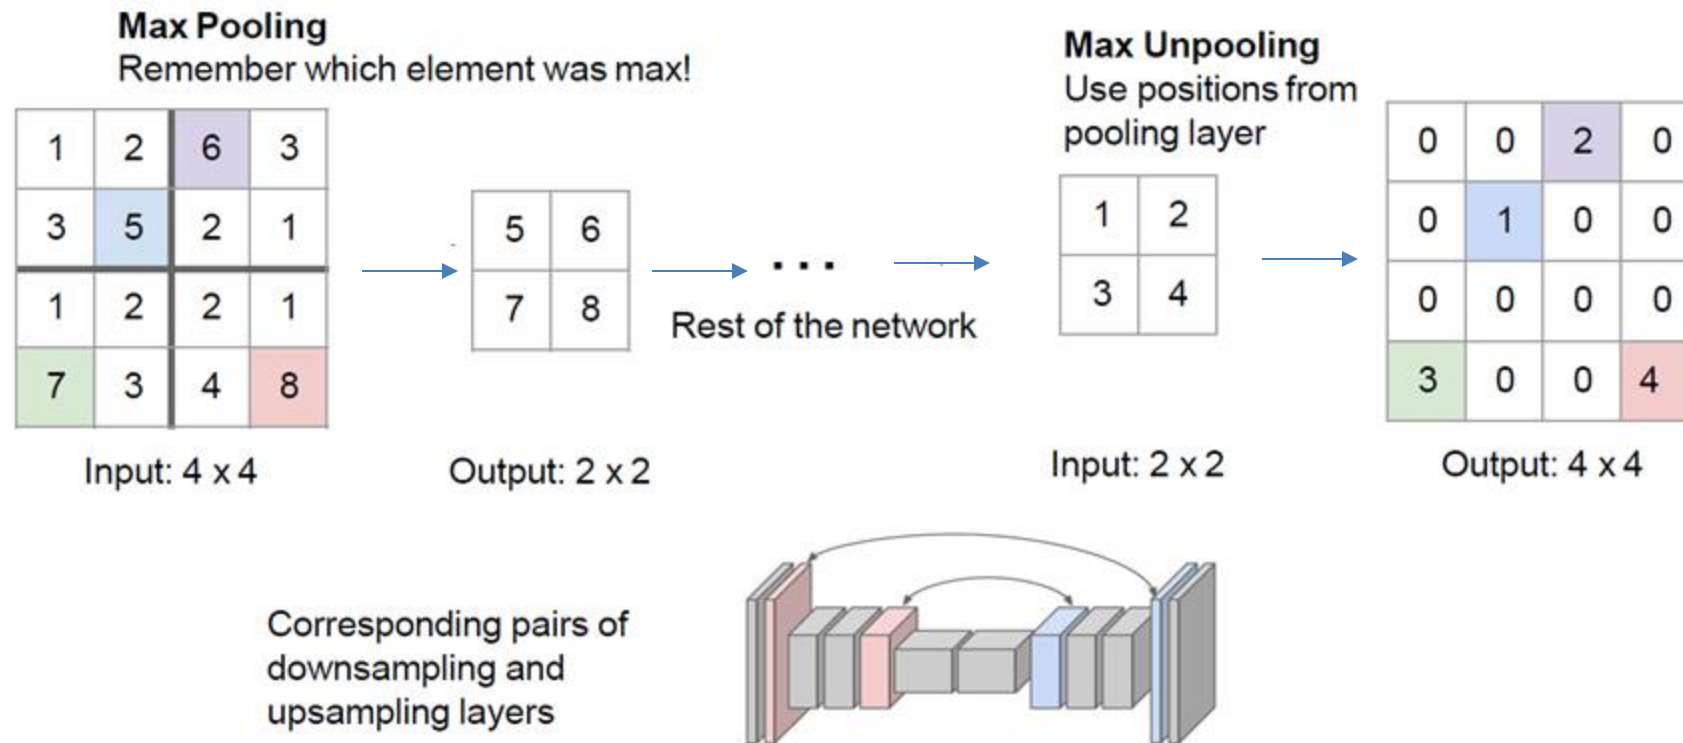 Max Pooling
Remember which element was max!
1 2 6 3
3 5 2 1
1 2 2 1
7 3 4 8
Input: 4 x 4
5 6
7 8
Output: 2 x 2
...
Rest of the network
Max Unpooling
Use positions from
pooling layer
1 2
3 4
Input: 2 x 2
0 0 2 0
0 1 0 0
0 0 0 0
3 0 0 4
Output: 4 x 4
Corresponding pairs of
downsampling and
upsampling layers